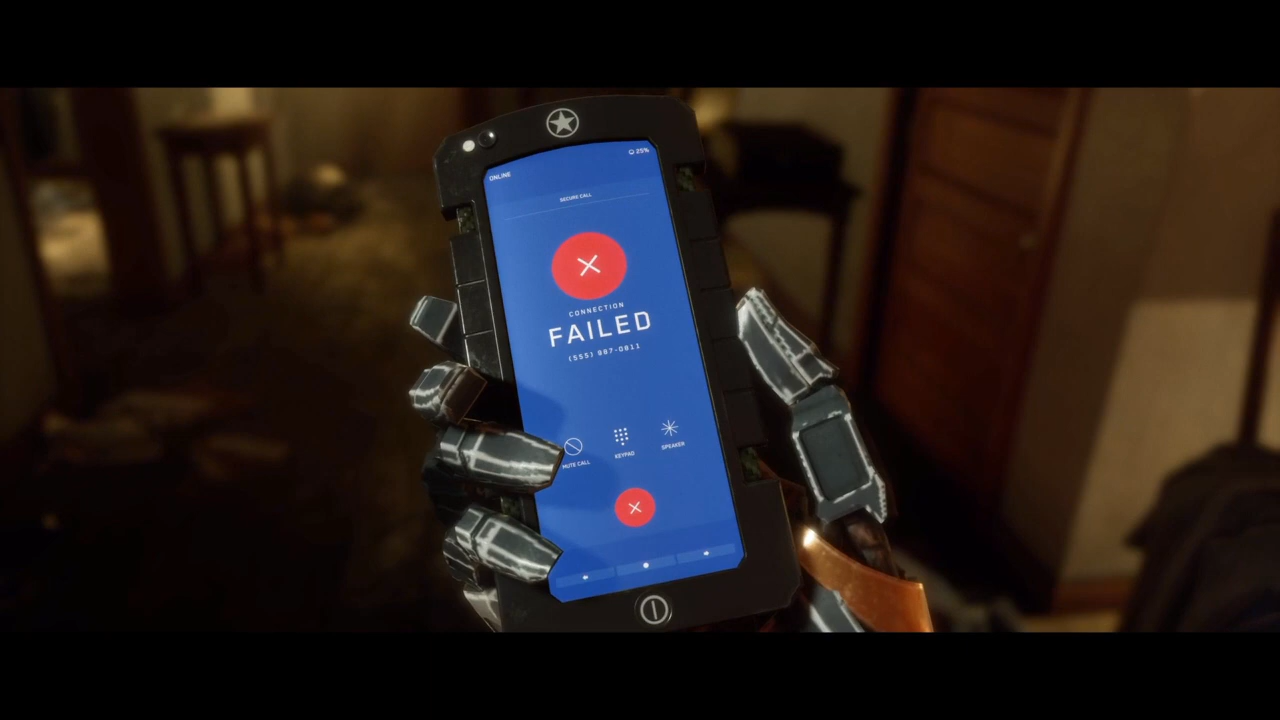 ONLINE
25%
SECURE CALL
CONNECTION
FAILED
(555) 987-0811
MUTE CALL
KEYPAD
SPEAKER